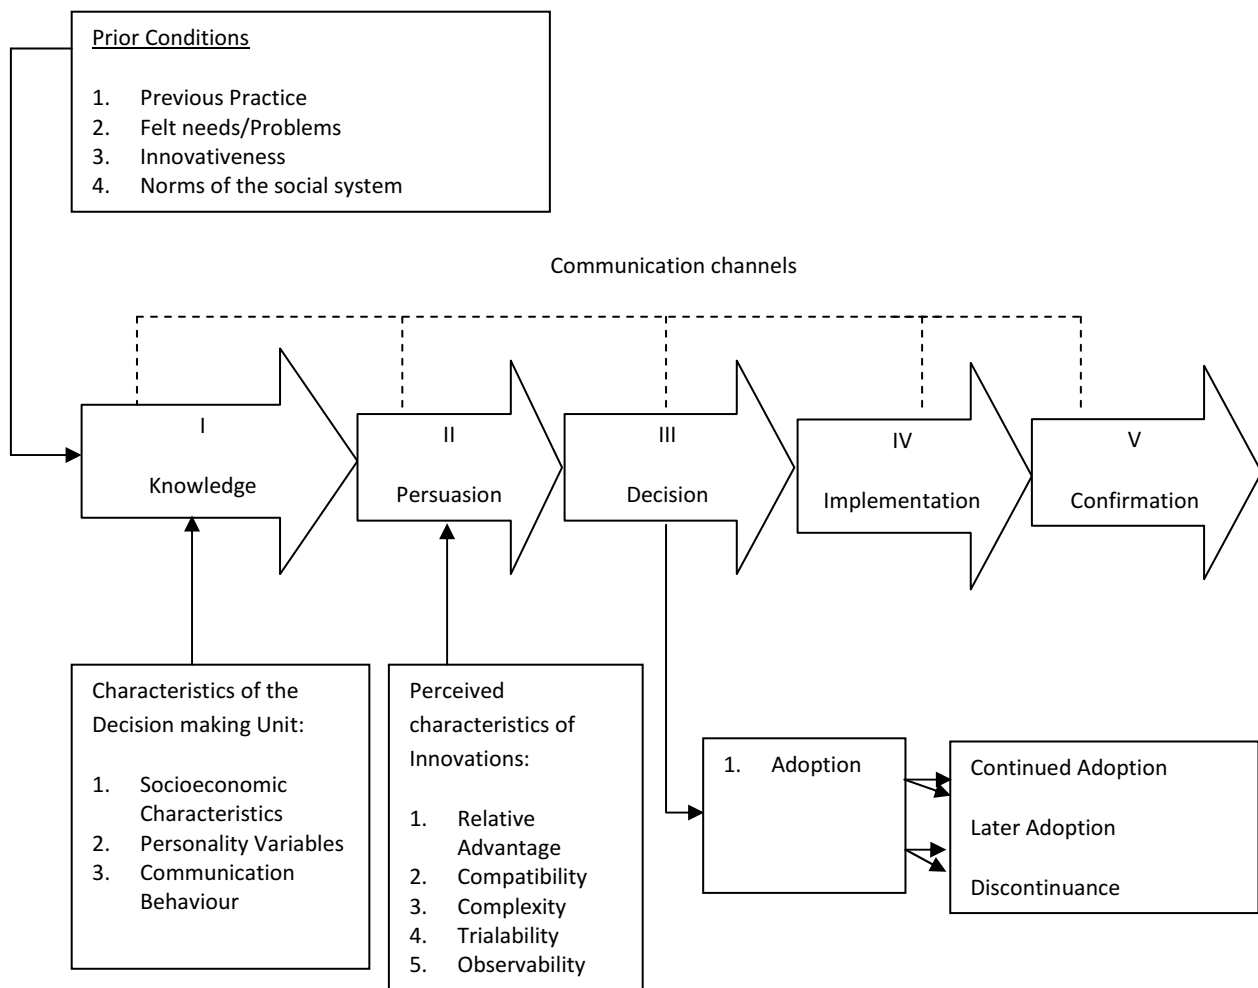 Prior Conditions
1. Previous Practice
2. Felt needs/Problems
3. Innovativeness
4. Norms of the social system
Communication channels
I
Knowledge
II
Persuasion
III
Decision
IV
Implementation
V
Confirmation
Characteristics of the
Decision making Unit:
1. Socioeconomic
Characteristics
2. Personality Variables
3. Communication
Behaviour
Perceived
characteristics of
Innovations:
1. Relative
Advantage
2. Compatibility
3. Complexity
4. Trialability
5. Observability
1. Adoption
Continued Adoption
Later Adoption
Discontinuance